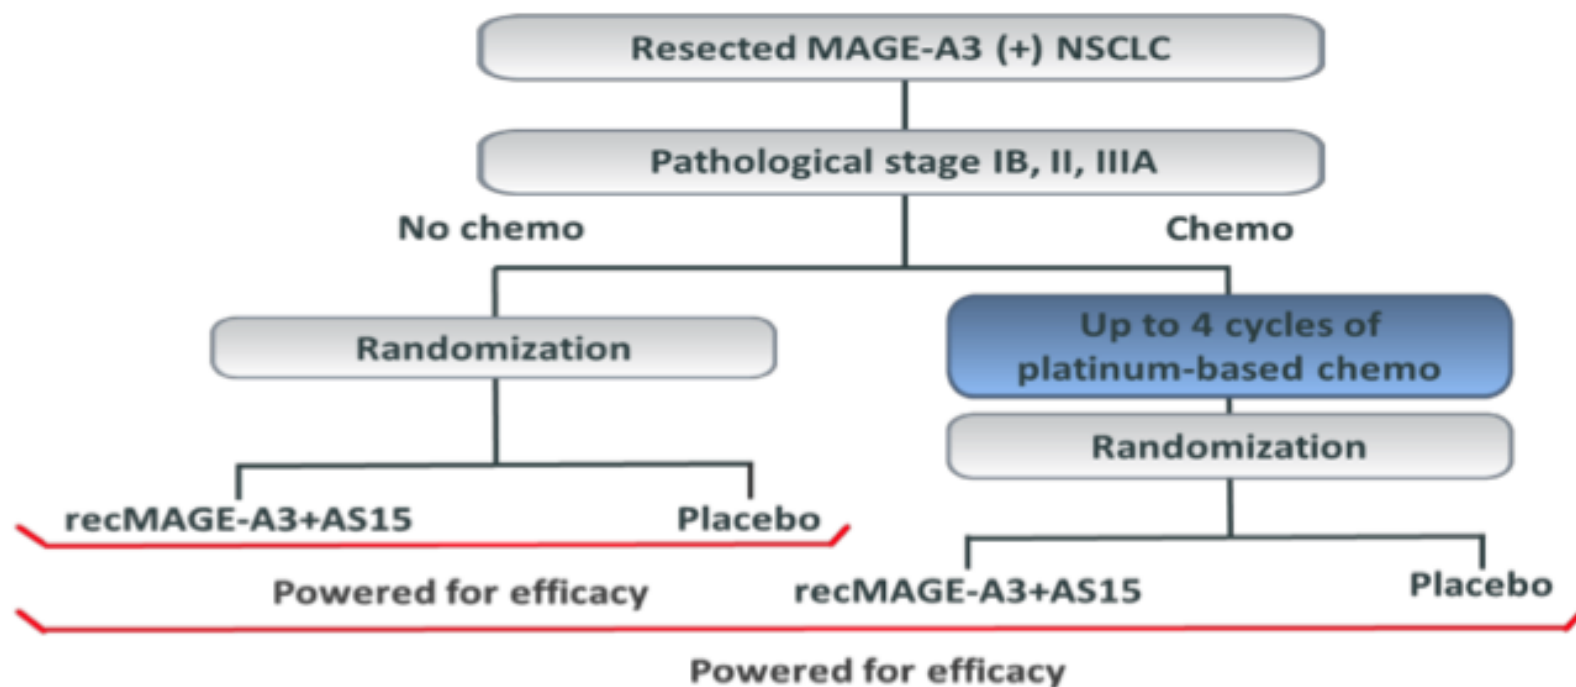 Resected MAGE-A3 (+) NSCLC
Pathological stage IB, II, IIIA
No chemo
Chemo
Randomization
Up to 4 cycles of
platinum-based chemo
Randomization
recMAGE-A3+AS15
Placebo
Powered for efficacy
recMAGE-A3+AS15
Placebo
Powered for efficacy